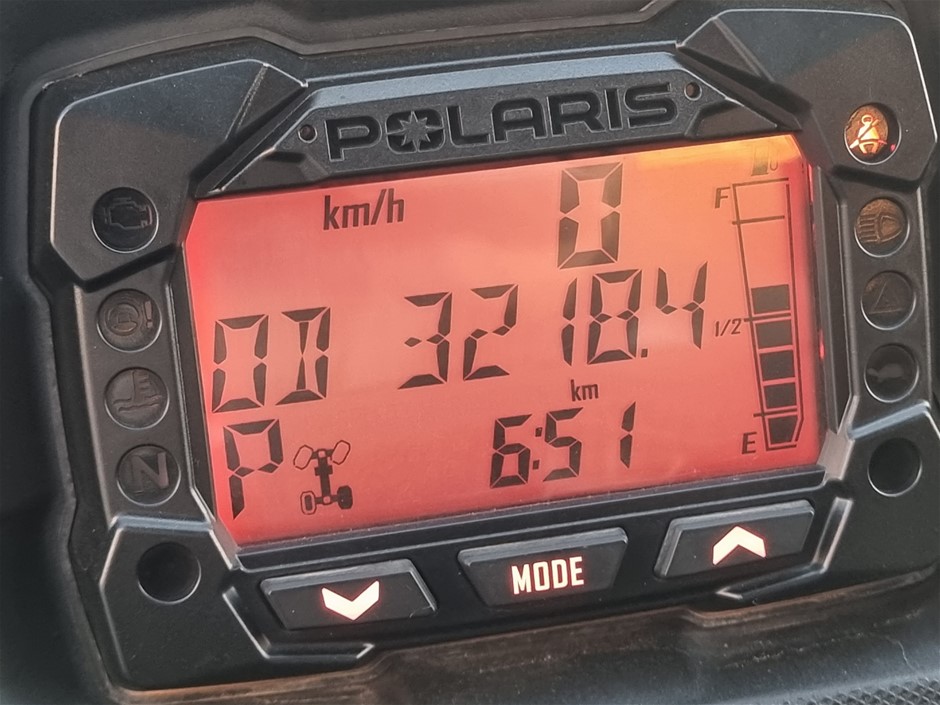 POLARIS
km/h 0
F
OD 3218.4
1/2
km
P 6:51
E
N
MODE